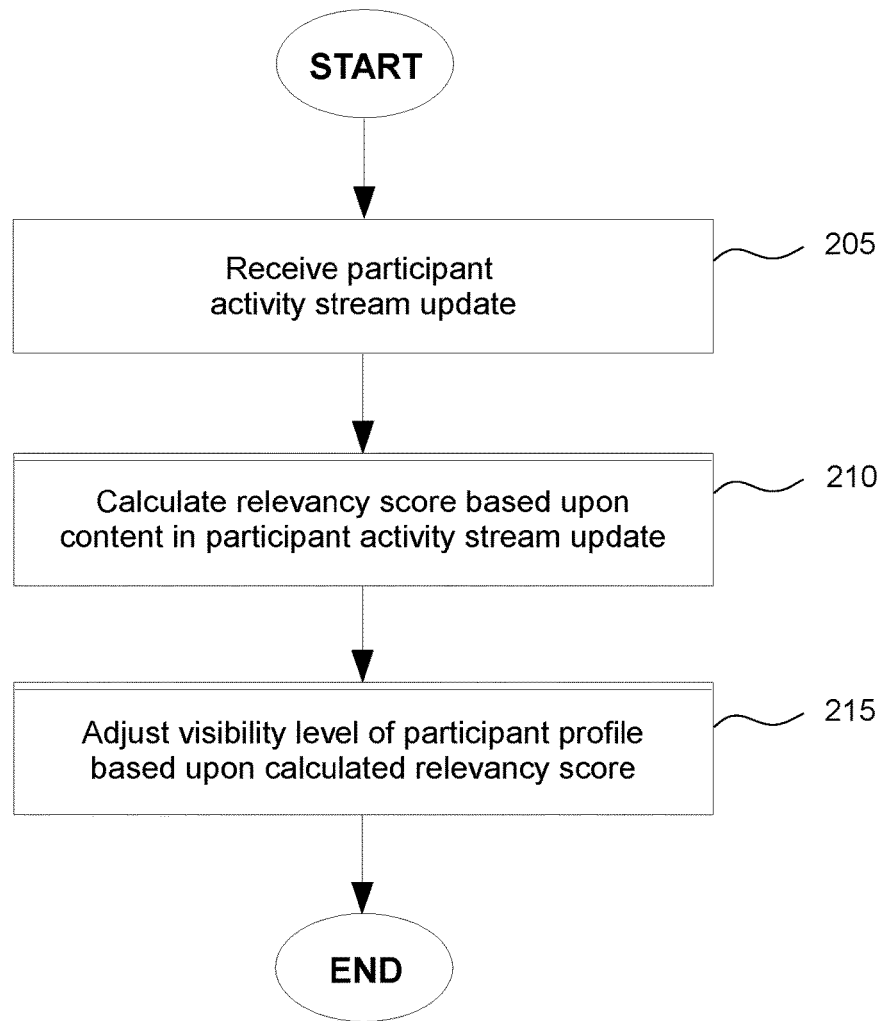 START
Receive participant
activity stream update
205
Calculate relevancy score based upon
content in participant activity stream update
210
Adjust visibility level of participant profile
based upon calculated relevancy score
215
END